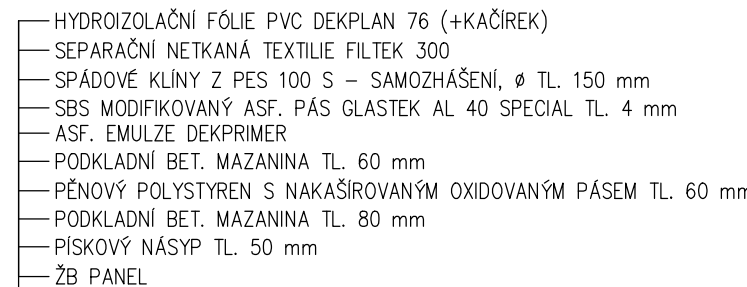 HYDROIZOLAČNÍ FÓLIE PVC DEKPLAN 76 (+KAČÍREK)
SEPARAČNÍ NETKANÁ TEXTILIE FILTEK 300
SPÁDOVÉ KLÍNY Z PES 100 S – SAMOZHÁŠENÍ, ø TL. 150 mm
SBS MODIFIKOVANÝ ASF. PÁS GLASTEK AL 40 SPECIAL TL. 4 mm
ASF. EMULZE DEKPRIMER
PODKLADNÍ BET. MAZANINA TL. 60 mm
PĚNOVÝ POLYSTYREN S NAKAŠÍROVANÝM OXIDOVANÝM PÁSEM TL. 60 mm
PODKLADNÍ BET. MAZANINA TL. 80 mm
PÍSKOVÝ NÁSYP TL. 50 mm
ŽB PANEL